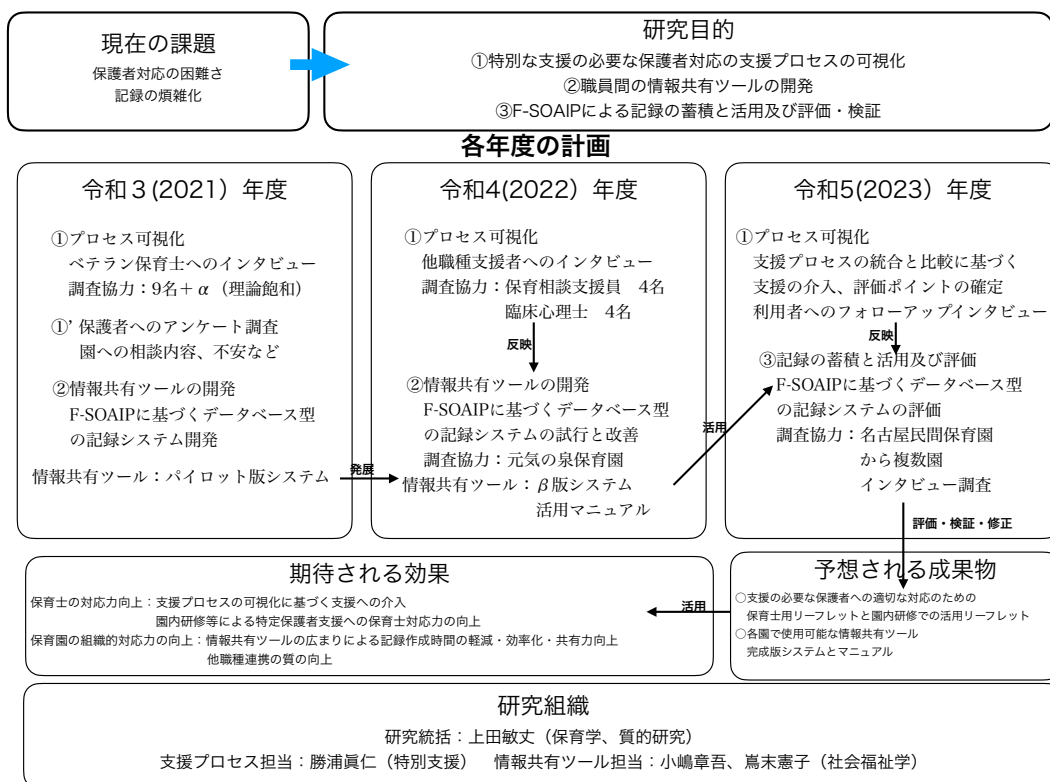 現在の課題
保護者対応の困難さ
記録の煩雑化
研究目的
①特別な支援の必要な保護者対応の支援プロセスの可視化
②職員間の情報共有ツールの開発
③F-SOAIPによる記録の蓄積と活用及び評価・検証
各年度の計画
令和３(2021）年度
①プロセス可視化
ベテラン保育士へのインタビュー
調査協力：9名＋α（理論飽和）
①’ 保護者へのアンケート調査
園への相談内容、不安など
②情報共有ツールの開発
F-SOAIPに基づくデータベース型
の記録システム開発
情報共有ツール：パイロット版システム
発展
令和4(2022）年度
①プロセス可視化
他職種支援者へのインタビュー
調査協力：保育相談支援員　4名
臨床心理士　4名
反映
②情報共有ツールの開発
F-SOAIPに基づくデータベース型
の記録システムの試行と改善
調査協力：元気の泉保育園
情報共有ツール：β版システム
活用マニュアル
活用
令和5(2023）年度
①プロセス可視化
支援プロセスの統合と比較に基づく
支援の介入、評価ポイントの確定
利用者へのフォローアップインタビュー
反映
③記録の蓄積と活用及び評価
F-SOAIPに基づくデータベース型
の記録システムの評価
調査協力：名古屋民間保育園
から複数園
インタビュー調査
評価・検証・修正
予想される成果物
○支援の必要な保護者への適切な対応のための
保育士用リーフレットと園内研修での活用リーフレット
○各園で使用可能な情報共有ツール
完成版システムとマニュアル
活用
期待される効果
保育士の対応力向上：支援プロセスの可視化に基づく支援への介入
園内研修等による特定保護者支援への保育士対応力の向上
保育園の組織的対応力の向上：情報共有ツールの広まりによる記録作成時間の軽減・効率化・共有力向上
他職種連携の質の向上
研究組織
研究統括：上田敏丈（保育学、質的研究）
支援プロセス担当：勝浦眞仁（特別支援）　情報共有ツール担当：小嶋章吾、嶌末憲子（社会福祉学）